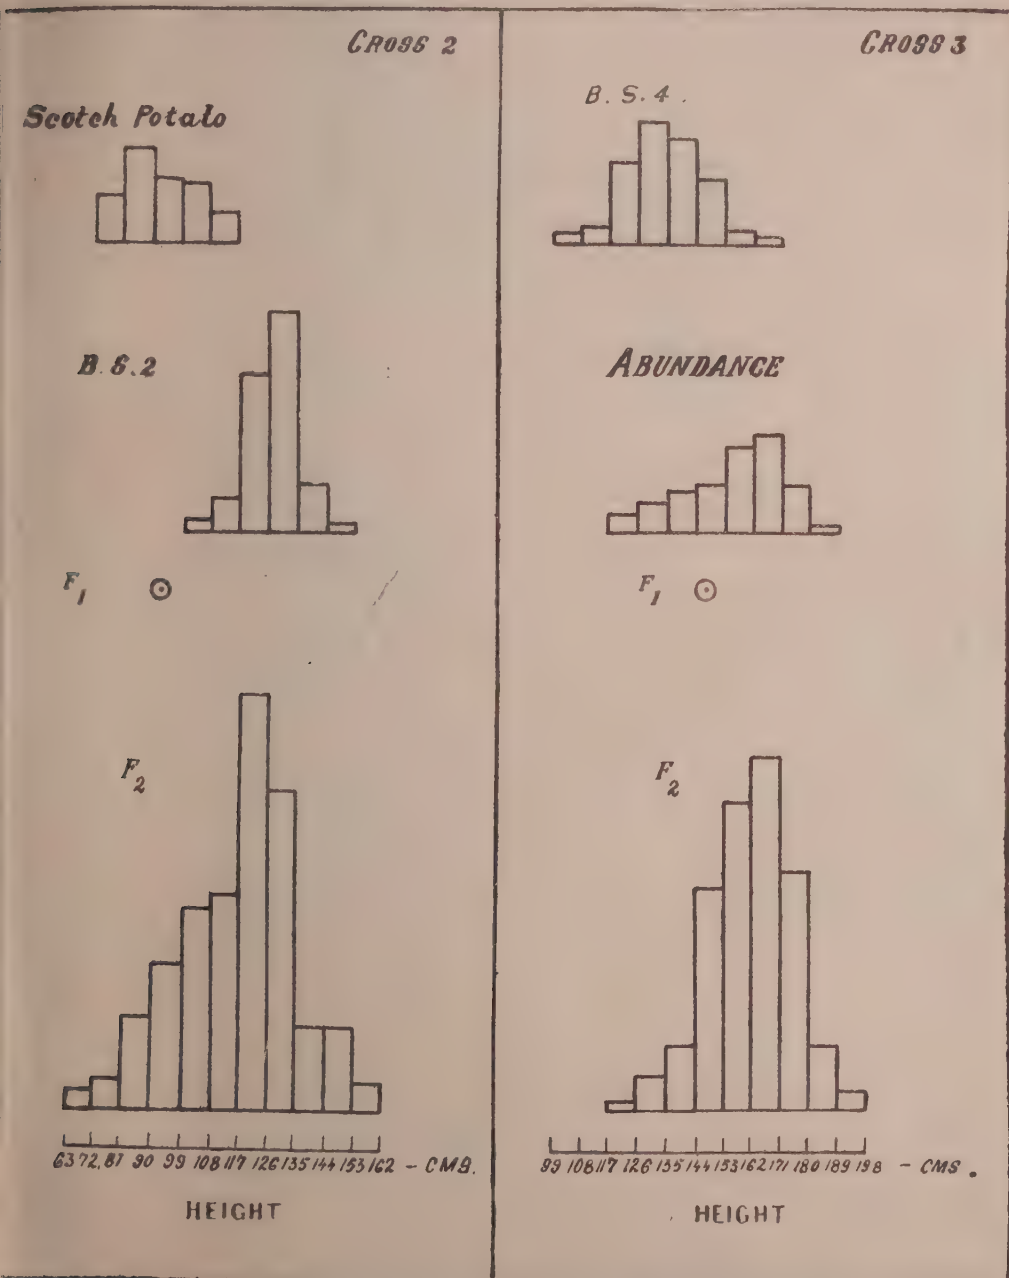 CROSS 2
Scotch Potato
B.S.2
F1
F2
63 72 81 90 99 108 117 126 135 144 153 162 - CMS.
HEIGHT
CROSS 3
B.S.4.
ABUNDANCE
F1
F2
99 108 117 126 135 144 153 162 171 180 189 198 - CMS.
HEIGHT